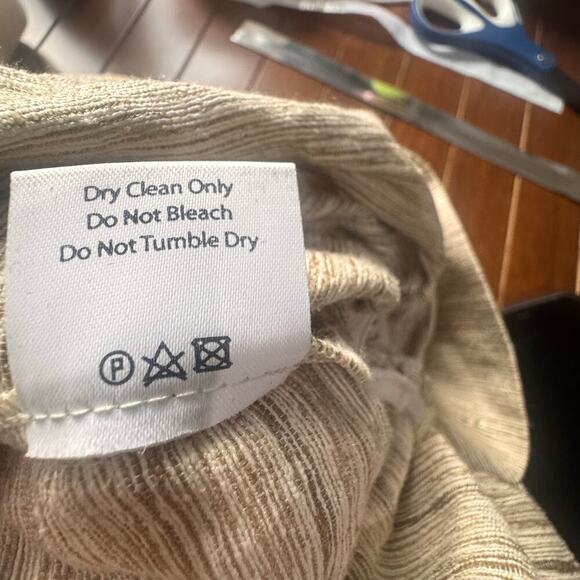 Dry Clean Only
Do Not Bleach
Do Not Tumble Dry
P